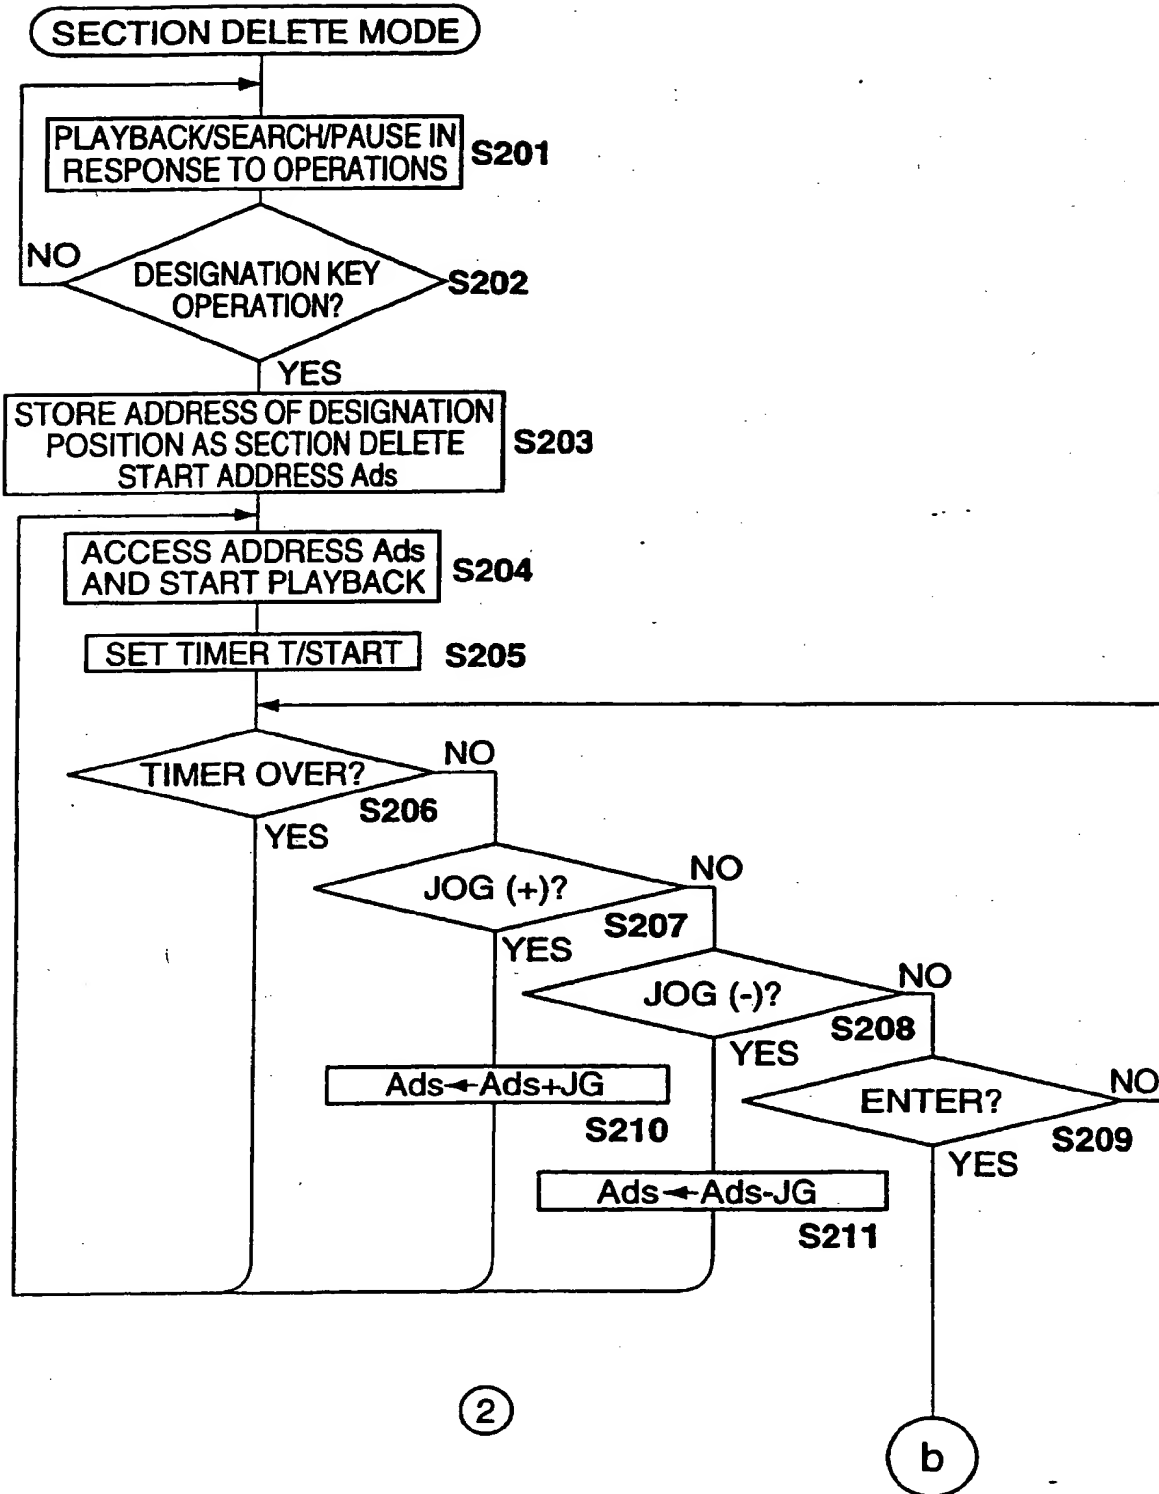 SECTION DELETE MODE
PLAYBACK/SEARCH/PAUSE IN
RESPONSE TO OPERATIONS
S201
NO
DESIGNATION KEY
OPERATION?
S202
YES
STORE ADDRESS OF DESIGNATION
POSITION AS SECTION DELETE
START ADDRESS Ads
S203
ACCESS ADDRESS Ads
AND START PLAYBACK
S204
SET TIMER T/START
S205
TIMER OVER?
NO
S206
YES
JOG (+)?
NO
S207
YES
JOG (-)?
NO
S208
YES
Ads←Ads+JG
S210
ENTER?
NO
S209
YES
Ads←Ads-JG
S211
2
b